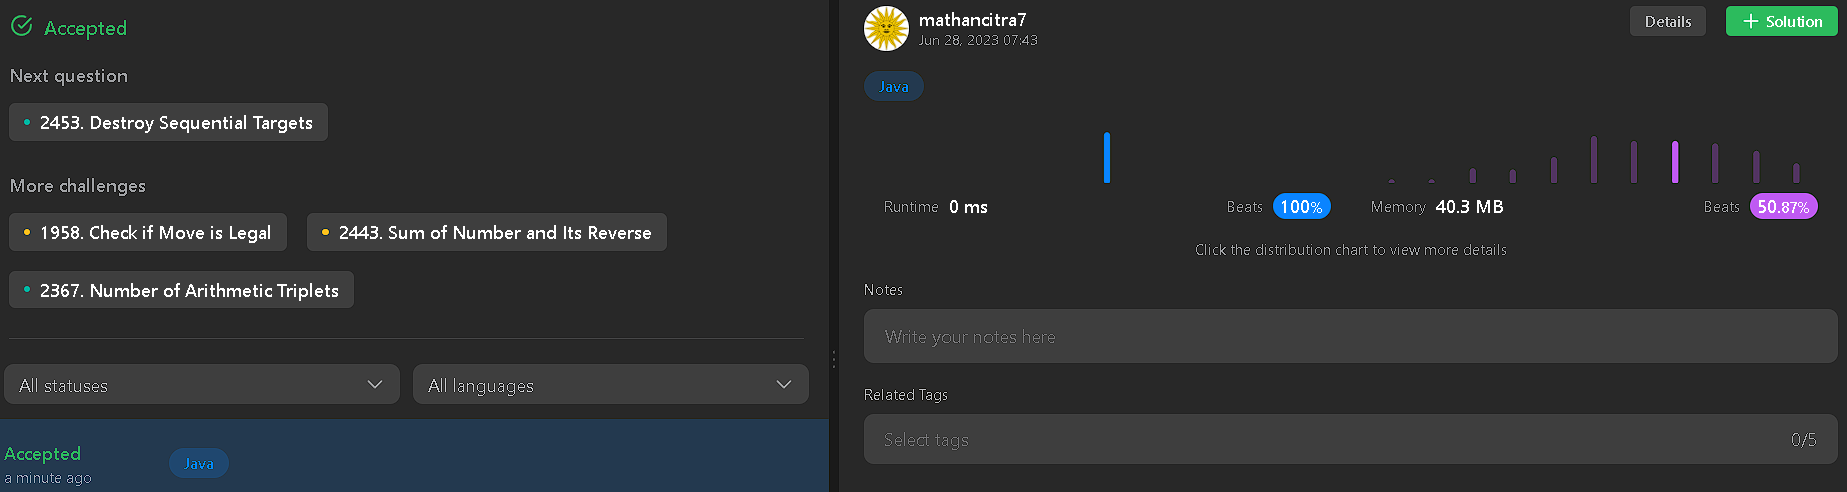 Accepted
Next question
2453. Destroy Sequential Targets
More challenges
1958. Check if Move is Legal
2443. Sum of Number and Its Reverse
2367. Number of Arithmetic Triplets
All statuses
All languages
Accepted
a minute ago
Java
mathancitra7
Jun 28, 2023 07:43
Details
+ Solution
Java
Runtime 0 ms
Beats 100%
Memory 40.3 MB
Beats 50.87%
Click the distribution chart to view more details
Notes
Write your notes here
Related Tags
Select tags
0/5